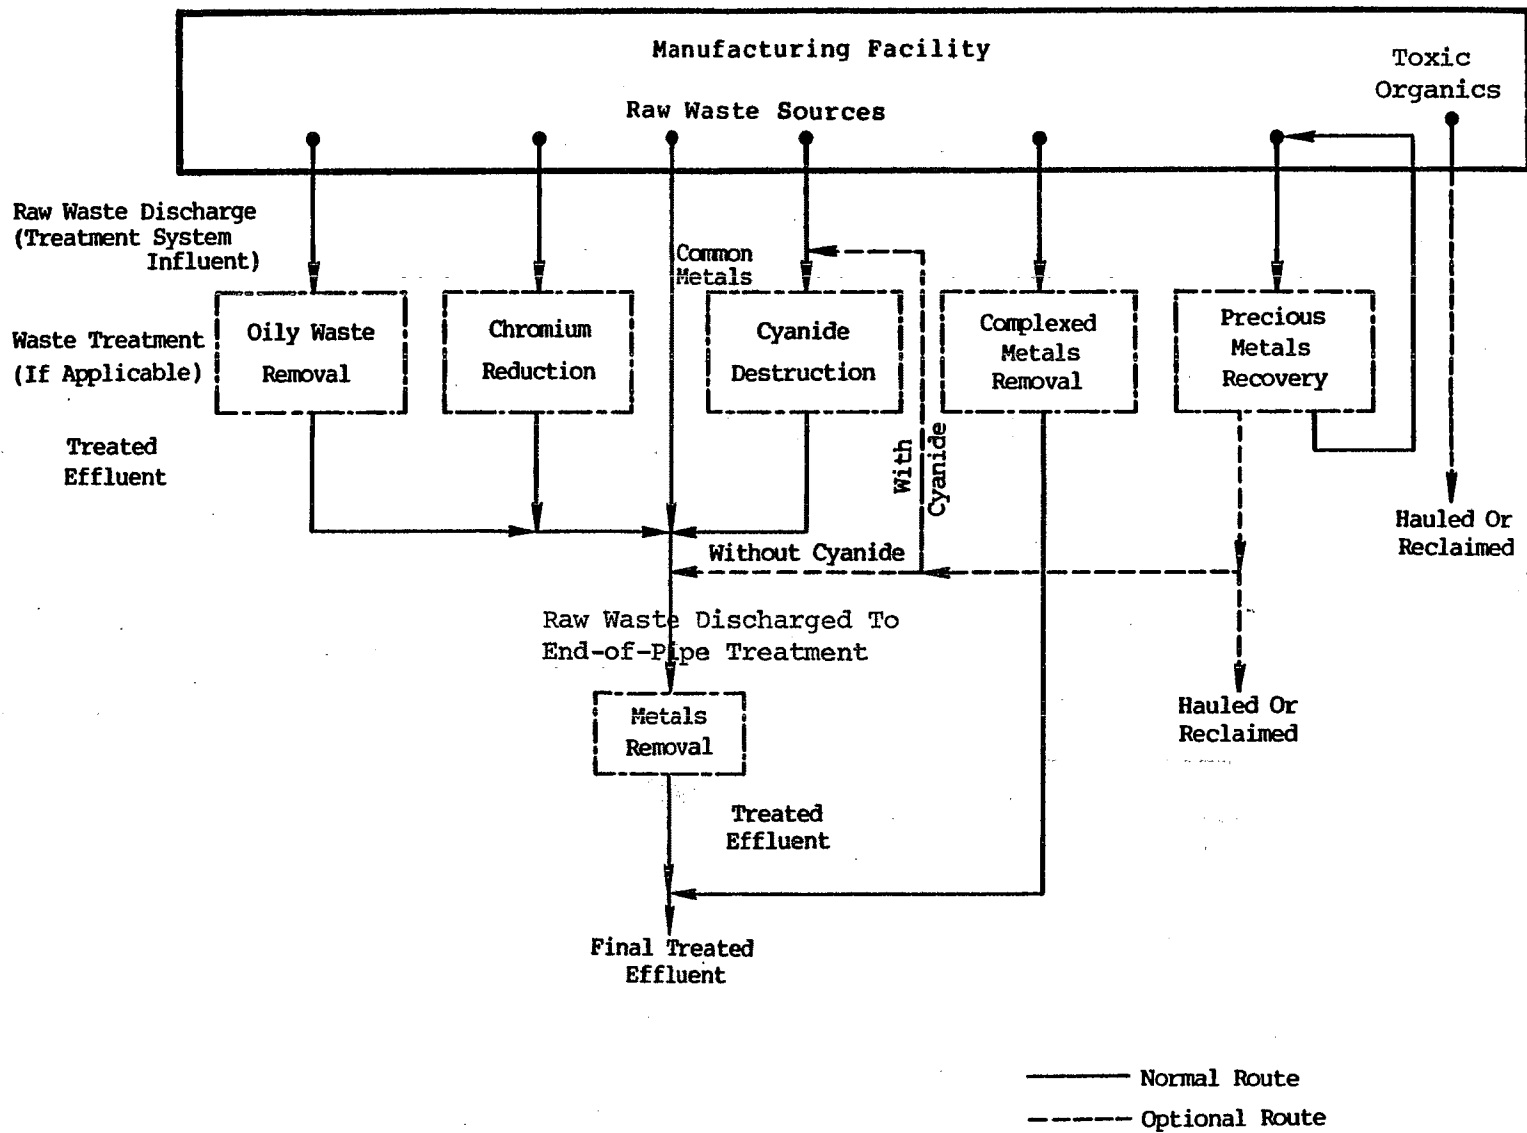 Manufacturing Facility
Toxic
Organics
Raw Waste Sources
Raw Waste Discharge
(Treatment System
Influent)
Common
Metals
Waste Treatment
(If Applicable)
Oily Waste
Removal
Chromium
Reduction
Cyanide
Destruction
Complexed
Metals
Removal
Precious
Metals
Recovery
Treated
Effluent
With
Cyanide
Without Cyanide
Hauled Or
Reclaimed
Raw Waste Discharged To
End-of-Pipe Treatment
Metals
Removal
Hauled Or
Reclaimed
Treated
Effluent
Final Treated
Effluent
Normal Route
Optional Route